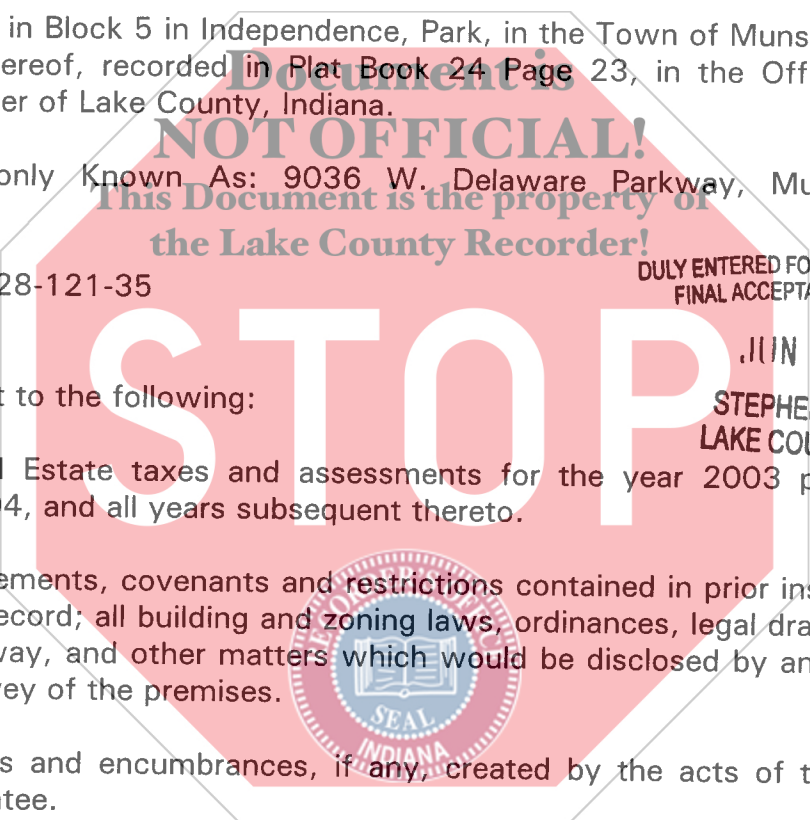 in Block 5 in Independence, Park, in the Town of Muns
ereof, recorded in Plat Book 24 Page 23, in the Off
er of Lake County, Indiana.
Document is
NOT OFFICIAL!
only Known As: 9036 W. Delaware Parkway, Mu
This Document is the property of
the Lake County Recorder!
28-121-35
DULY ENTERED FO
FINAL ACCEPTA
JUN
STOP
t to the following:
STEPHE
LAKE COU
l Estate taxes and assessments for the year 2003 p
04, and all years subsequent thereto.
ements, covenants and restrictions contained in prior ins
ecord; all building and zoning laws, ordinances, legal dra
way, and other matters which would be disclosed by an
vey of the premises.
RECORDER'S OFFICE
SEAL
INDIANA
s and encumbrances, if any, created by the acts of t
tee.